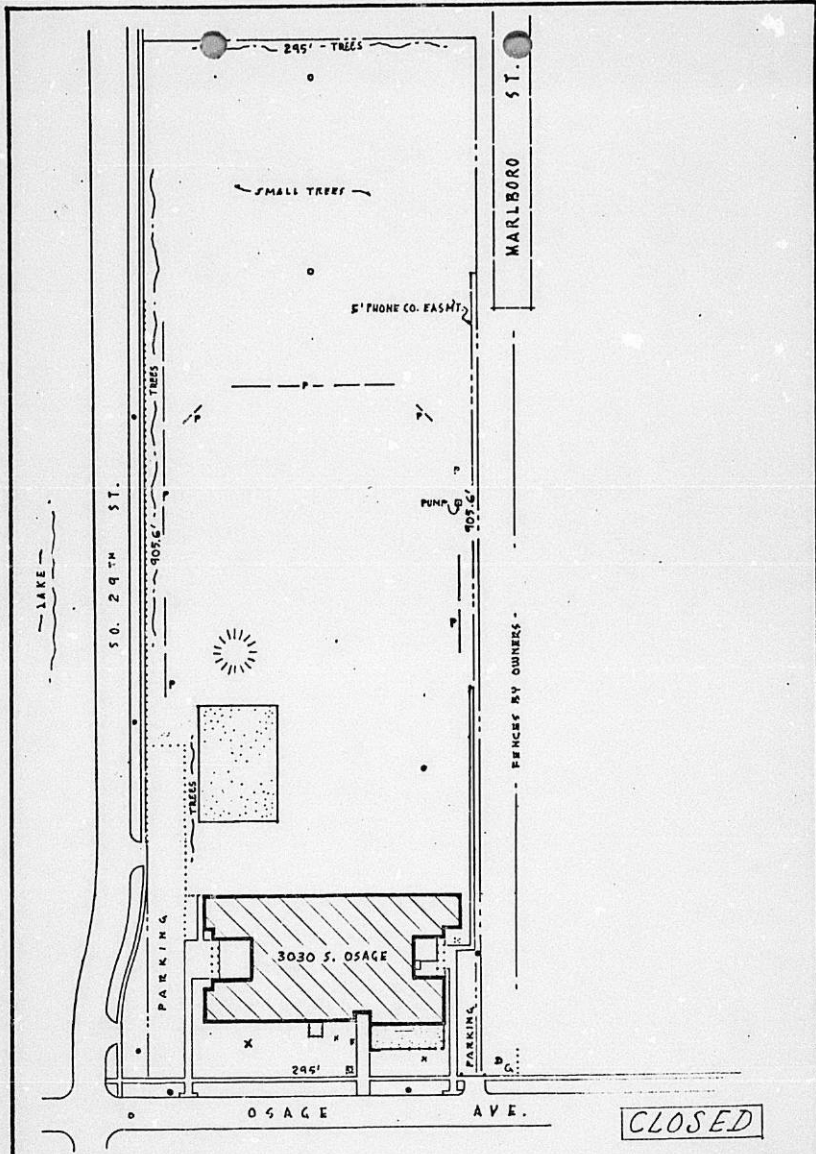 295' - TREES
MARLBORO ST.
SMALL TREES
5' PHONE CO. EASMT.
TREES
P
P
P
LAKE
SO. 29TH ST.
905.6'
P
P
PUMP
905.6'
P
P
FENCES BY OWNERS
TREES
PARKING
3030 S. OSAGE
PARKING
X
X
X
X
295'
D
G
OSAGE AVE.
CLOSED